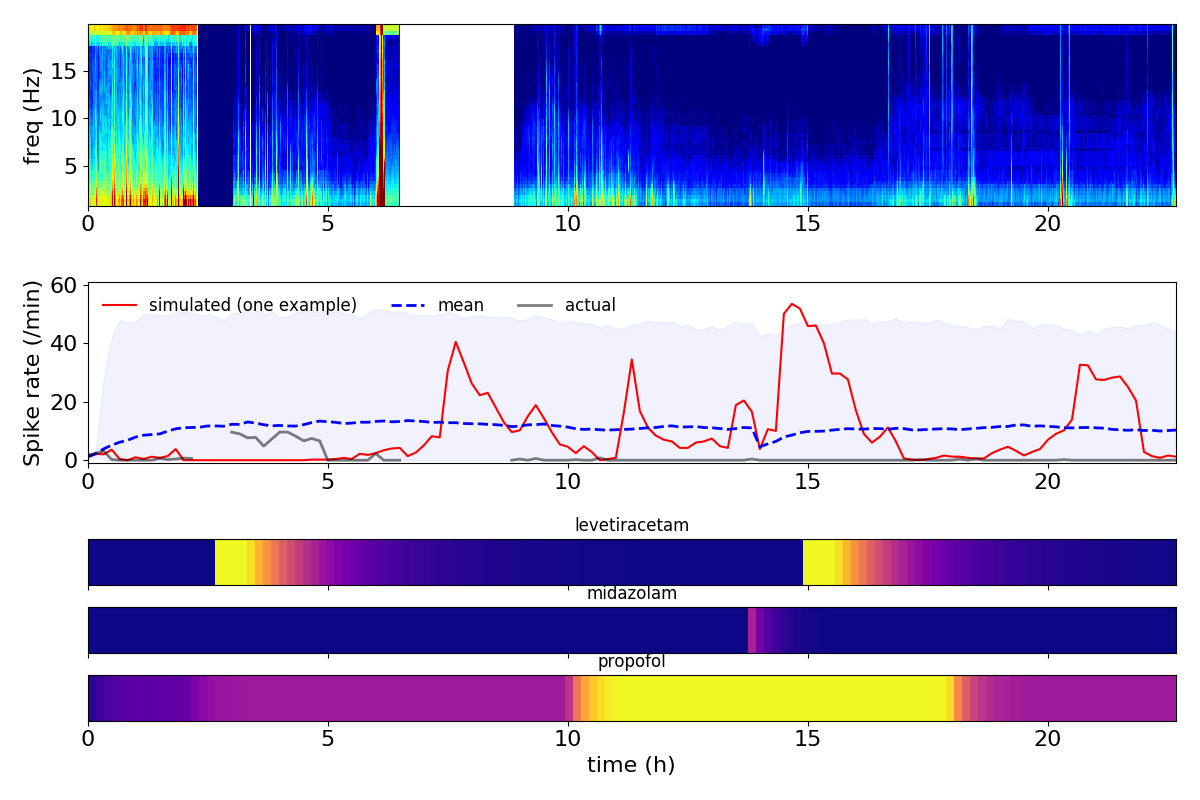 freq (Hz)
15
10
5
0 5 10 15 20
Spike rate (/min)
60
40
20
0
simulated (one example) mean actual
0 5 10 15 20
levetiracetam
midazolam
propofol
0 5 10 15 20
time (h)